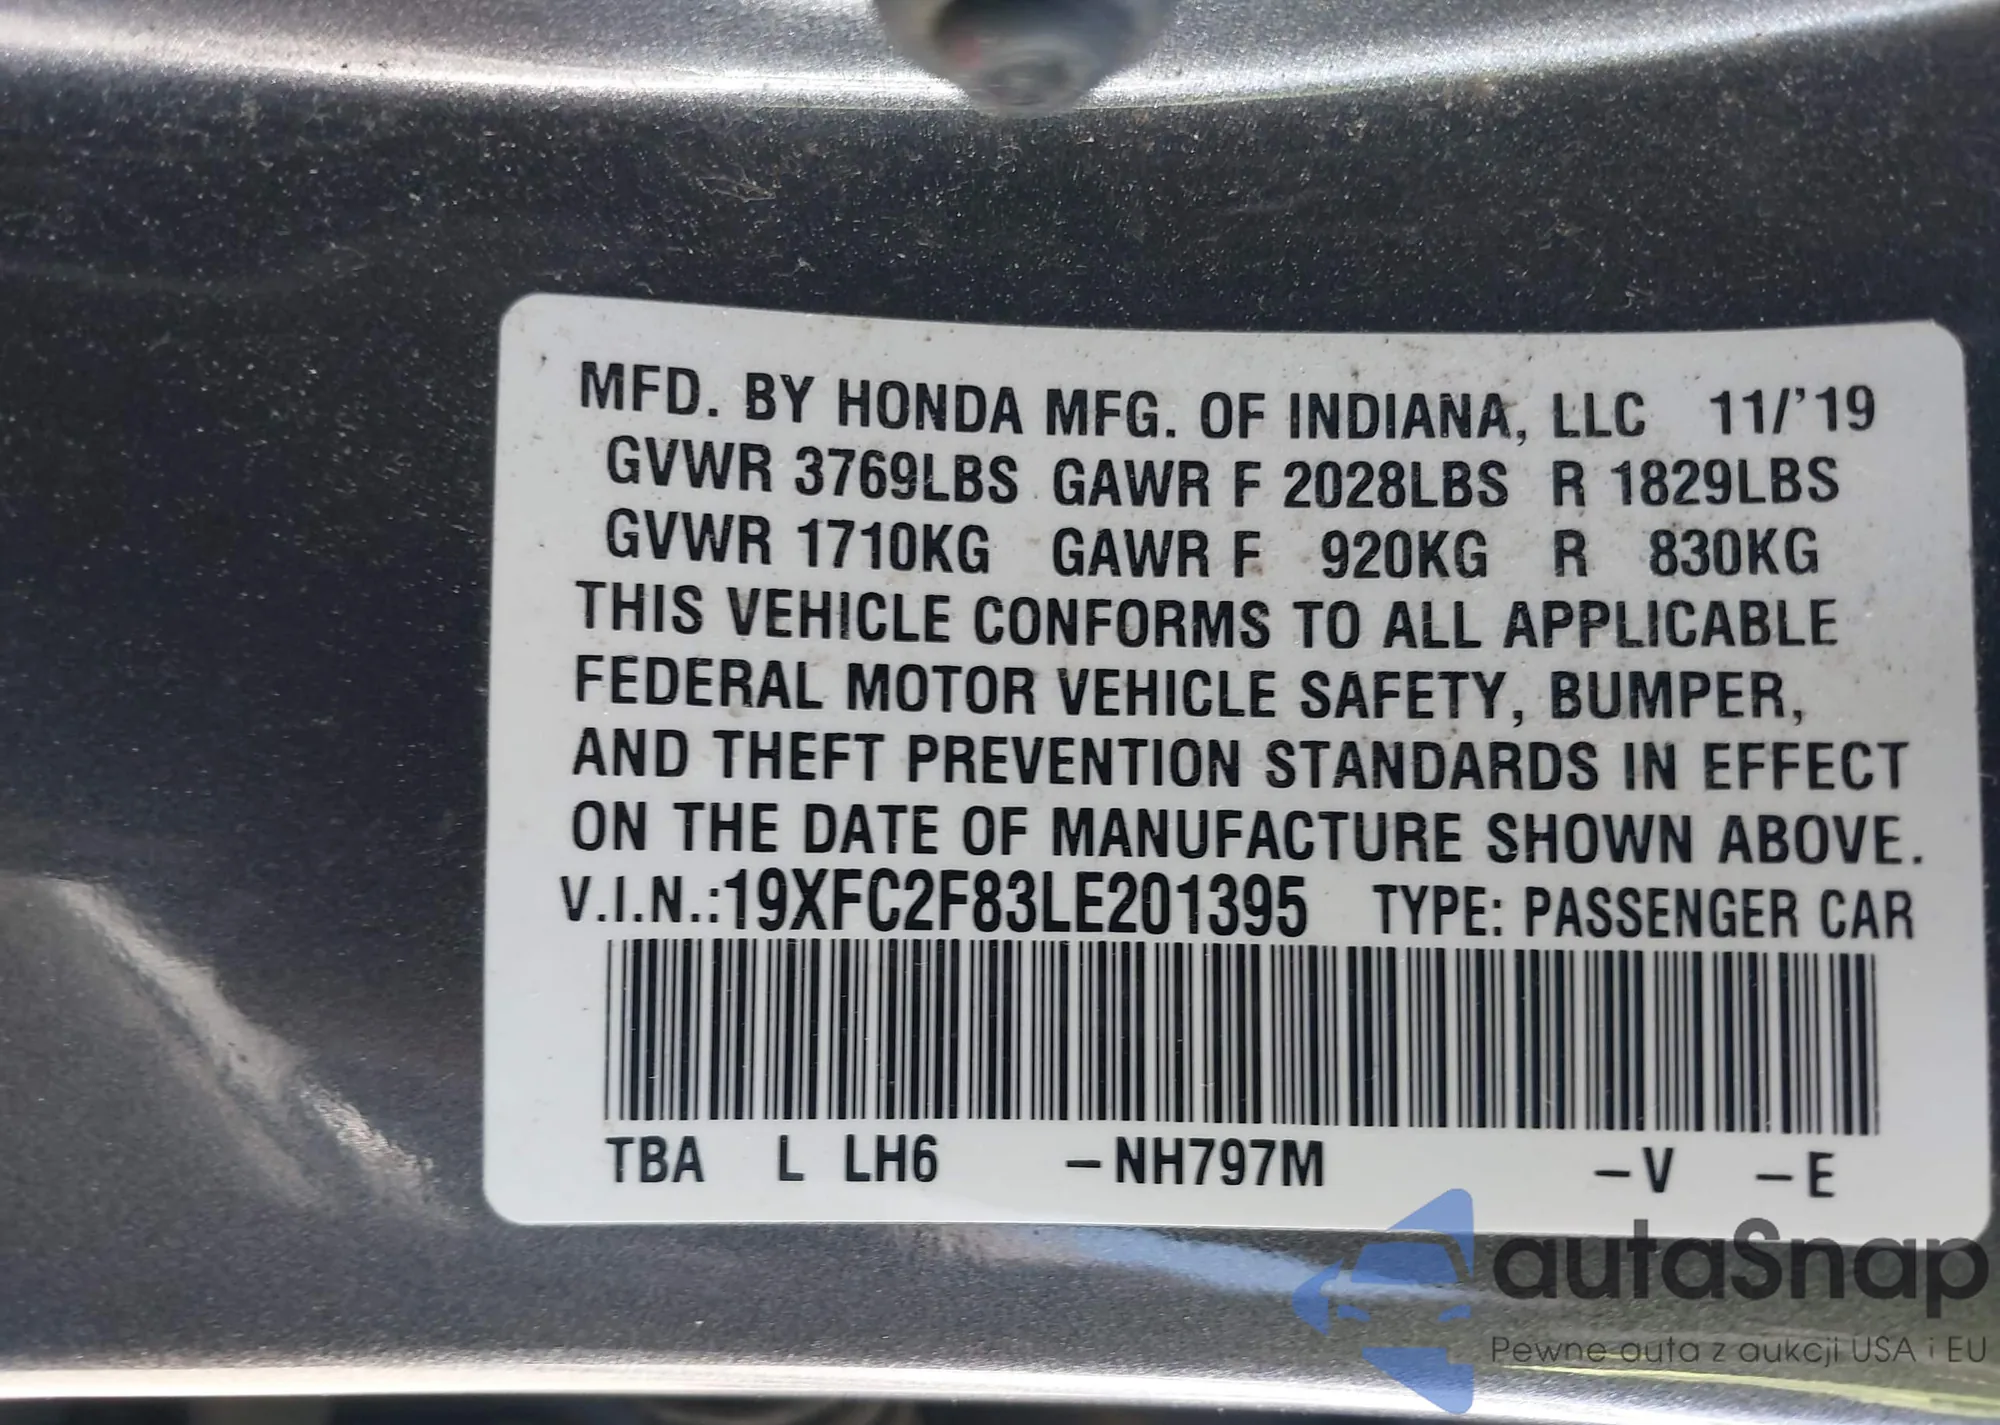 MFD. BY HONDA MFG. OF INDIANA, LLC 11/'19
GVWR 3769LBS GAWR F 2028LBS R 1829LBS
GVWR 1710KG GAWR F 920KG R 830KG
THIS VEHICLE CONFORMS TO ALL APPLICABLE
FEDERAL MOTOR VEHICLE SAFETY, BUMPER,
AND THEFT PREVENTION STANDARDS IN EFFECT
ON THE DATE OF MANUFACTURE SHOWN ABOVE.
V.I.N.:19XFC2F83LE201395 TYPE: PASSENGER CAR
TBA L LH6 –NH797M –V –E
autaSnap
Pewne auta z aukcji USA i EU